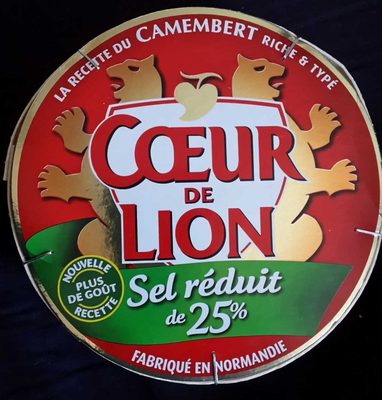 LA RECETTE DU CAMEMBERT RICHE & TYPÉ
CŒUR
DE
LION
NOUVELLE
PLUS
DE GOÛT
RECETTE
Sel réduit
de 25%
FABRIQUÉ EN NORMANDIE